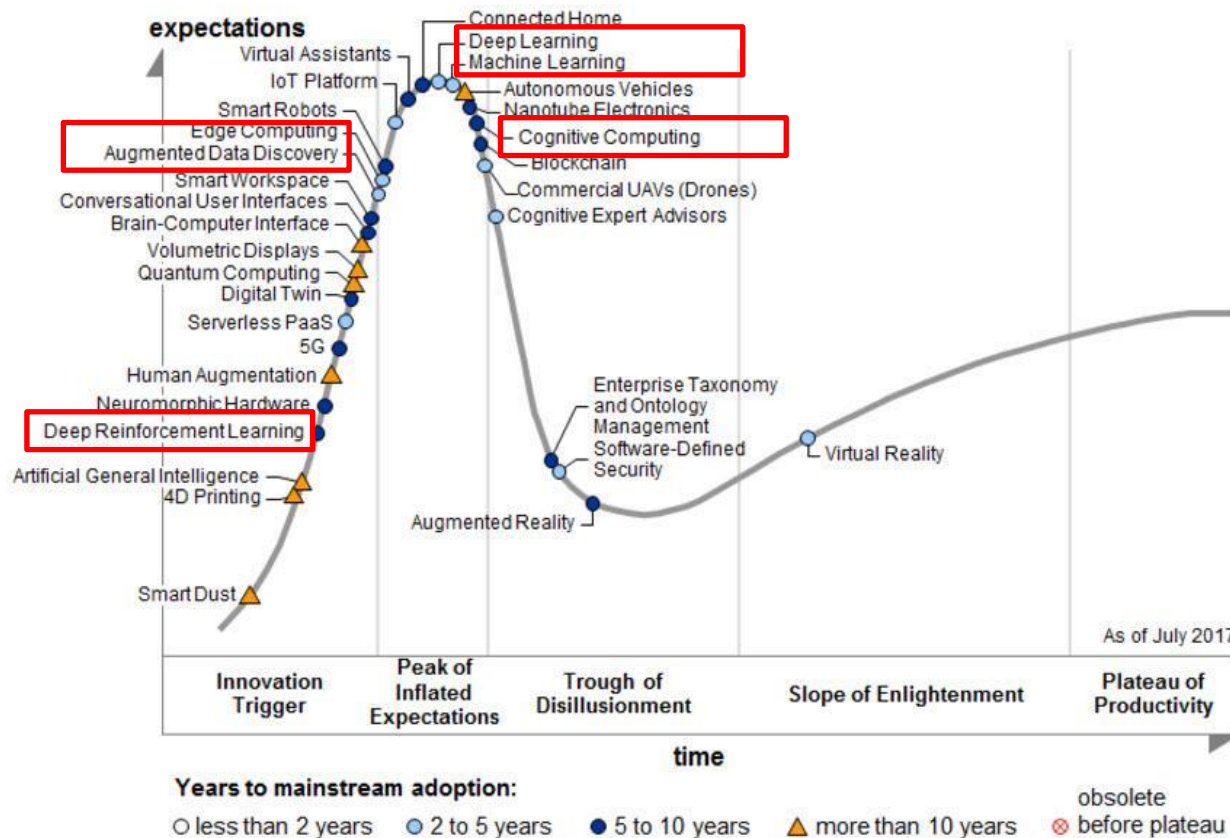 expectations
Connected Home
Deep Learning
Virtual Assistants
Machine Learning
IoT Platform
Autonomous Vehicles
Nanotube Electronics
Smart Robots
Edge Computing
Cognitive Computing
Augmented Data Discovery
Blockchain
Smart Workspace
Commercial UAVs (Drones)
Conversational User Interfaces
Cognitive Expert Advisors
Brain-Computer Interface
Volumetric Displays
Quantum Computing
Digital Twin
Serverless PaaS
5G
Human Augmentation
Neuromorphic Hardware
Deep Reinforcement Learning
Enterprise Taxonomy
and Ontology
Management
Software-Defined
Security
Virtual Reality
Artificial General Intelligence
4D Printing
Augmented Reality
Smart Dust
As of July 2017
Innovation
Trigger
Peak of
Inflated
Expectations
Trough of
Disillusionment
Slope of Enlightenment
Plateau of
Productivity
time
Years to mainstream adoption:
less than 2 years
2 to 5 years
5 to 10 years
more than 10 years
obsolete
before plateau